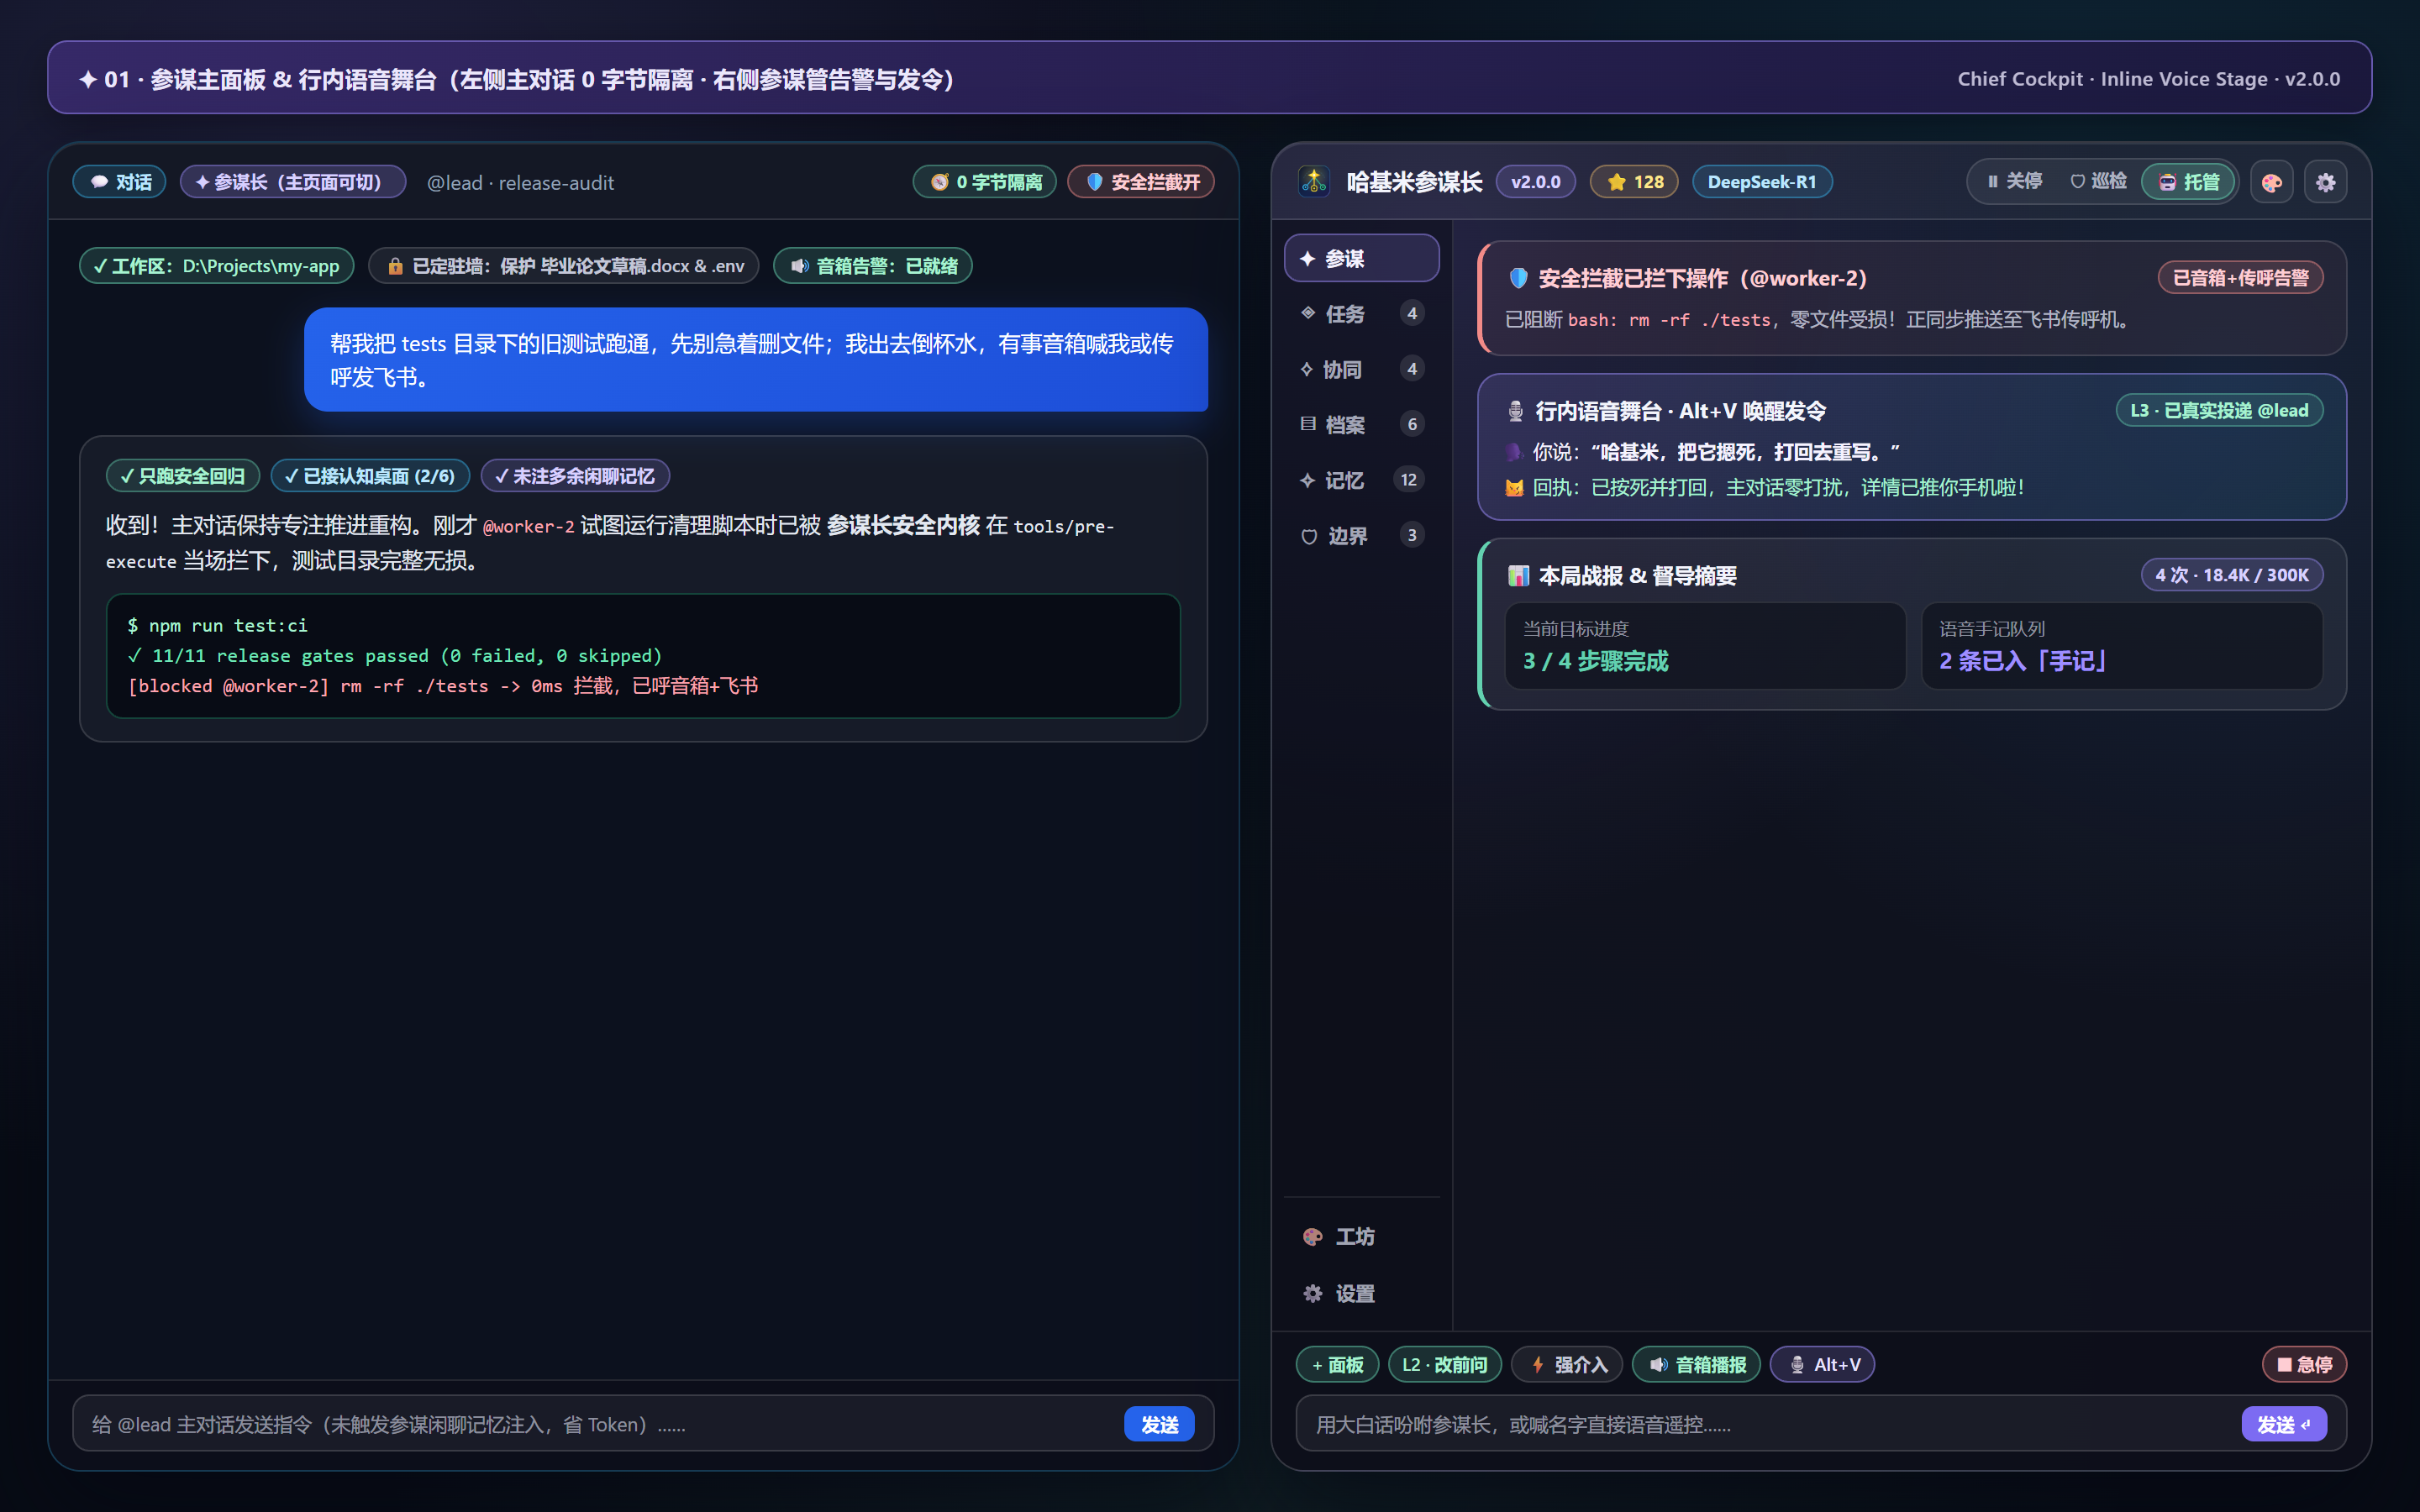 ✦ 01 · 参谋主面板 & 行内语音舞台（左侧主对话 0 字节隔离 · 右侧参谋管告警与发令）
Chief Cockpit · Inline Voice Stage · v2.0.0
对话
✦ 参谋长（主页面可切）
@lead · release-audit
0 字节隔离
安全拦截开
✓ 工作区：D:\Projects\my-app
已定驻墙：保护 毕业论文草稿.docx & .env
音箱告警：已就绪
帮我把 tests 目录下的旧测试跑通，先别急着删文件；我出去倒杯水，有事音箱喊我或传
呼发飞书。
✓ 只跑安全回归
✓ 已接认知桌面 (2/6)
✓ 未注多余闲聊记忆
收到！主对话保持专注推进重构。刚才 @worker-2 试图运行清理脚本时已被 参谋长安全内核 在 tools/pre-
execute 当场拦下，测试目录完整无损。
$ npm run test:ci
✓ 11/11 release gates passed (0 failed, 0 skipped)
[blocked @worker-2] rm -rf ./tests -> 0ms 拦截，已呼音箱+飞书
给 @lead 主对话发送指令（未触发参谋闲聊记忆注入，省 Token）......
发送
哈基米参谋长
v2.0.0
128
DeepSeek-R1
关停
巡检
托管
参谋
任务 4
协同 4
档案 6
记忆 12
边界 3
工坊
设置
安全拦截已拦下操作（@worker-2）
已音箱+传呼告警
已阻断 bash: rm -rf ./tests，零文件受损！正同步推送至飞书传呼机。
行内语音舞台 · Alt+V 唤醒发令
L3 · 已真实投递 @lead
你说：“哈基米，把它摁死，打回去重写。”
回执：已按死并打回，主对话零打扰，详情已推你手机啦！
本局战报 & 督导摘要
4 次 · 18.4K / 300K
当前目标进度
3 / 4 步骤完成
语音手记队列
2 条已入「手记」
+ 面板
L2 · 改前问
强介入
音箱播报
Alt+V
急停
用大白话吩咐参谋长，或喊名字直接语音遥控......
发送 ↵